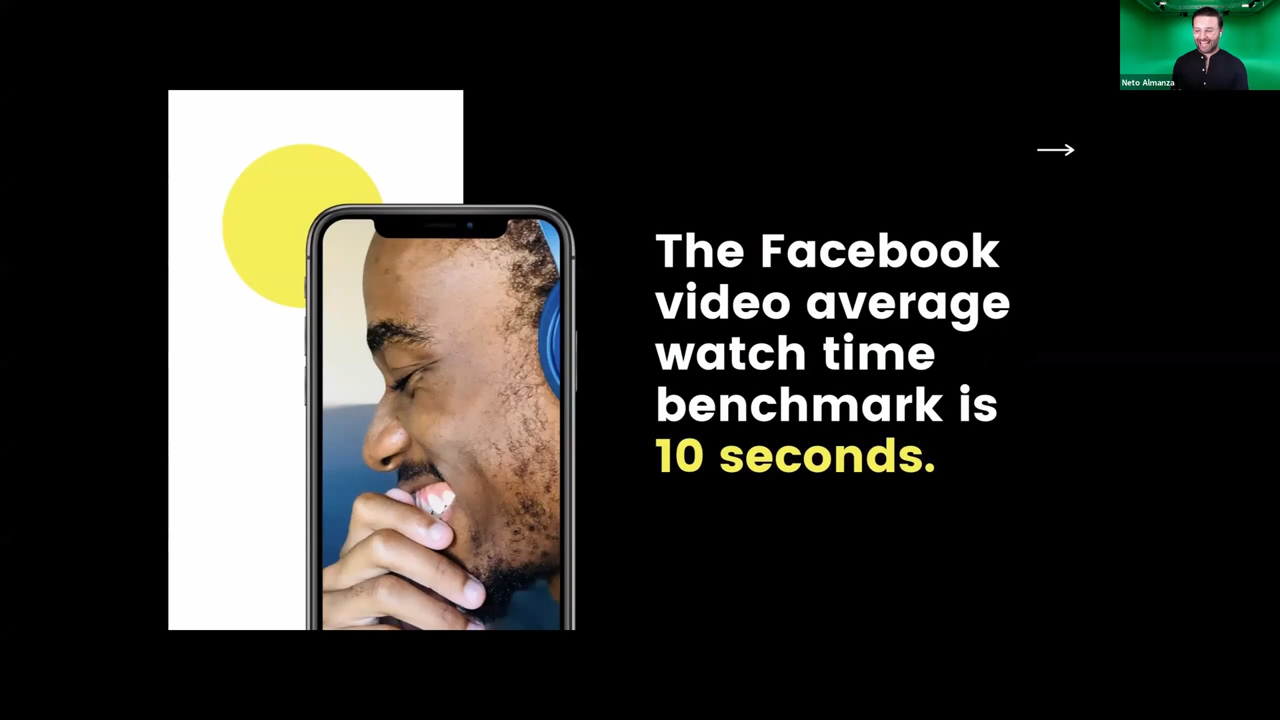 Neto Almanza
The Facebook
video average
watch time
benchmark is
10 seconds.